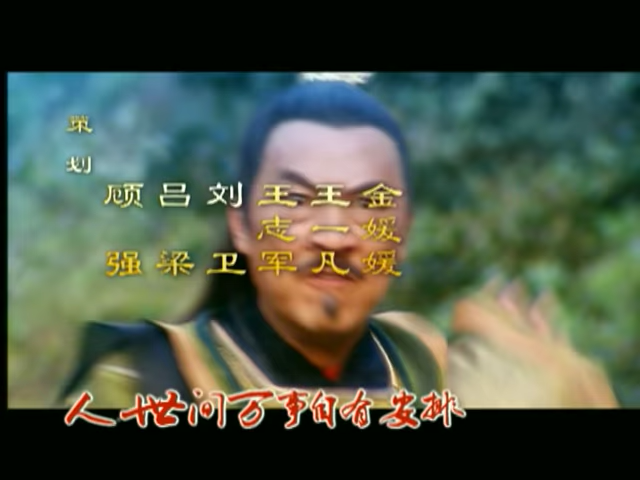 策划
顾强
吕梁
刘卫
王志军
王一凡
金媛媛
人世间万事自有安排